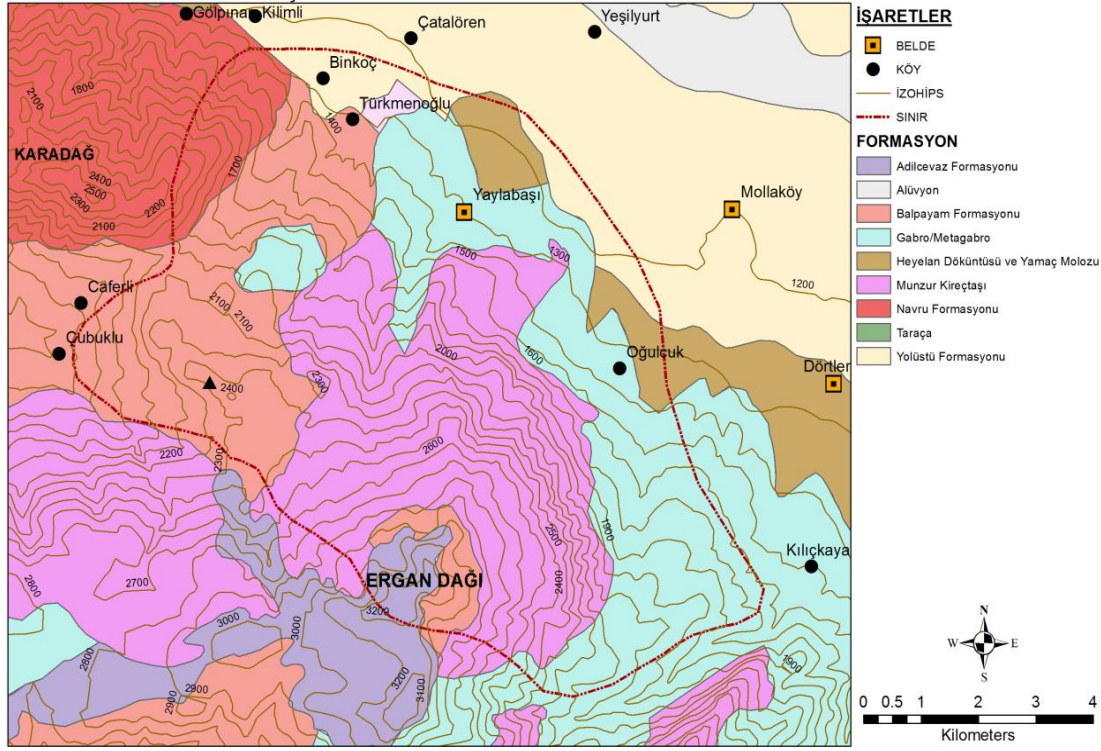 Gölpınar Kilimli
Çatalören
Yeşilyurt
Binkoç
Türkmenoğlu
KARADAĞ
Yaylabaşı
Mollaköy
Caferli
Çubuklu
Oğulcuk
Dörtler
ERGAN DAĞI
Kılıçkaya
1800
2100
1400
1700
2400
2500
2300
2200
2100
1500
1300
1200
2100
2100
2000
1600
2300
2400
2600
2200
2300
1900
2500
2400
2800
2700
3200
3000
3000
2800
2900
2900
3200
3100
1900
İŞARETLER
BELDE
KÖY
İZOHİPS
SINIR
FORMASYON
Adilcevaz Formasyonu
Alüvyon
Balpayam Formasyonu
Gabro/Metagabro
Heyelan Döküntüsü ve Yamaç Molozu
Munzur Kireçtaşı
Navru Formasyonu
Taraça
Yolüstü Formasyonu
N
W E
S
0 0.5 1 2 3 4
Kilometers